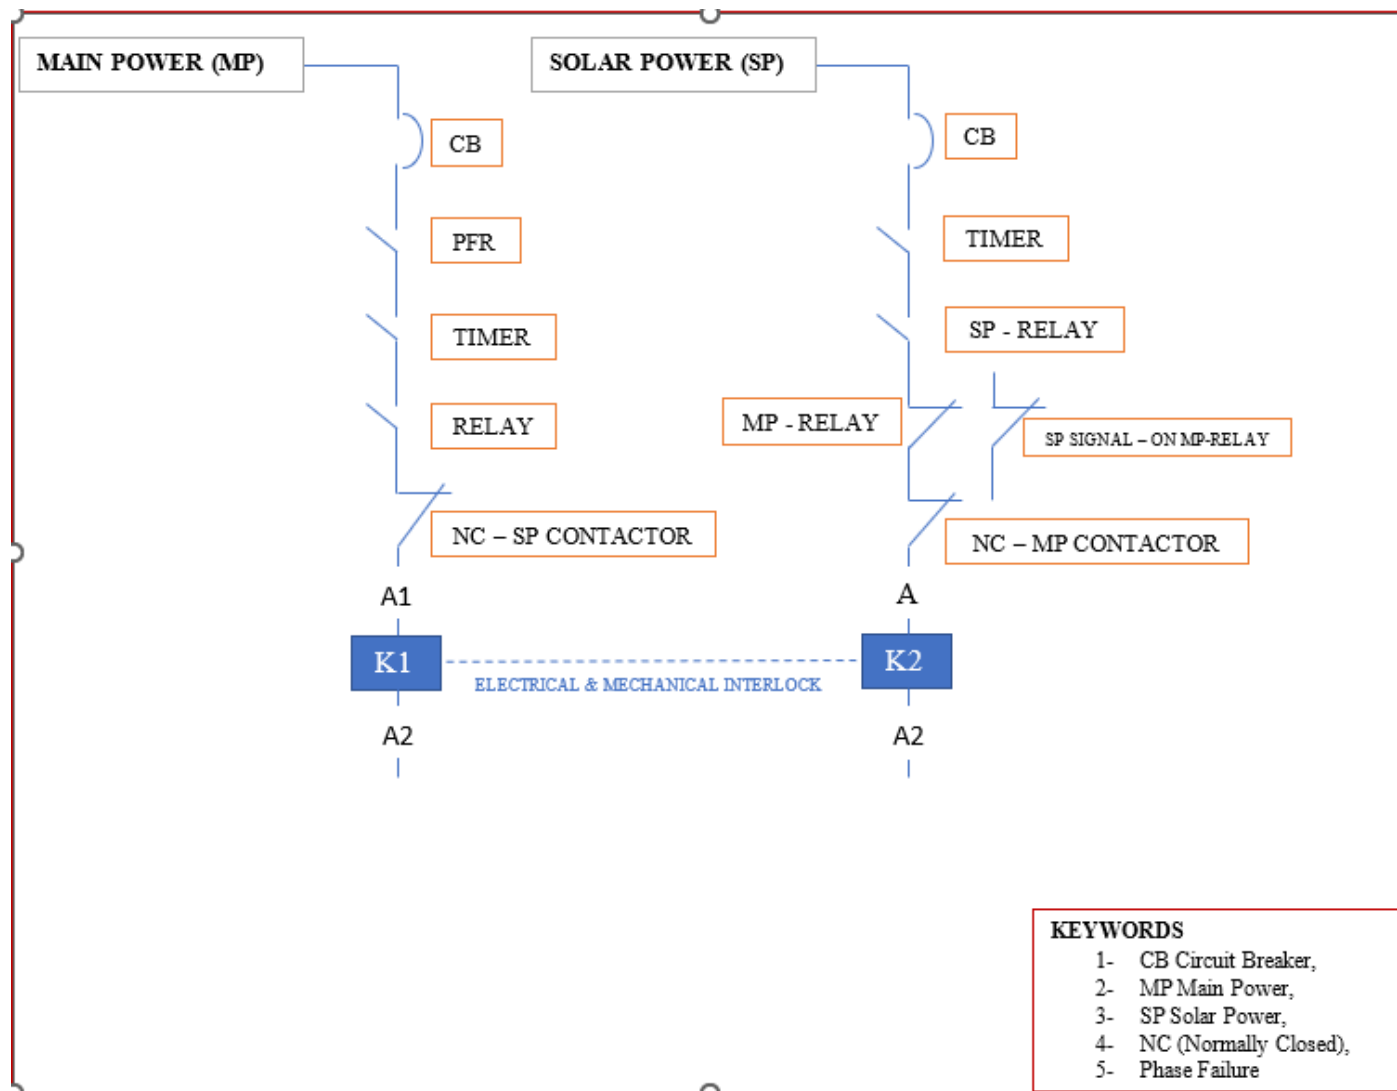 MAIN POWER (MP)
SOLAR POWER (SP)
CB
CB
PFR
TIMER
TIMER
SP - RELAY
RELAY
MP - RELAY
SP SIGNAL – ON MP-RELAY
NC – SP CONTACTOR
NC – MP CONTACTOR
A1
A
K1
K2
ELECTRICAL & MECHANICAL INTERLOCK
A2
A2
KEYWORDS
1- CB Circuit Breaker,
2- MP Main Power,
3- SP Solar Power,
4- NC (Normally Closed),
5- Phase Failure